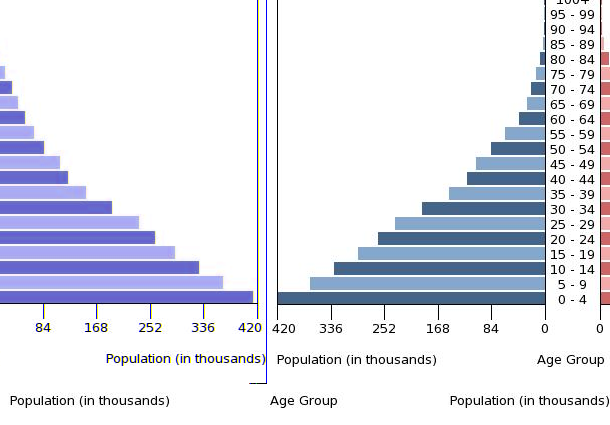 100+
95 - 99
90 - 94
85 - 89
80 - 84
75 - 79
70 - 74
65 - 69
60 - 64
55 - 59
50 - 54
45 - 49
40 - 44
35 - 39
30 - 34
25 - 29
20 - 24
15 - 19
10 - 14
5 - 9
0 - 4
84 168 252 336 420 420 336 252 168 84 0 0
Population (in thousands) Population (in thousands) Age Group
Population (in thousands) Age Group Population (in thousands)